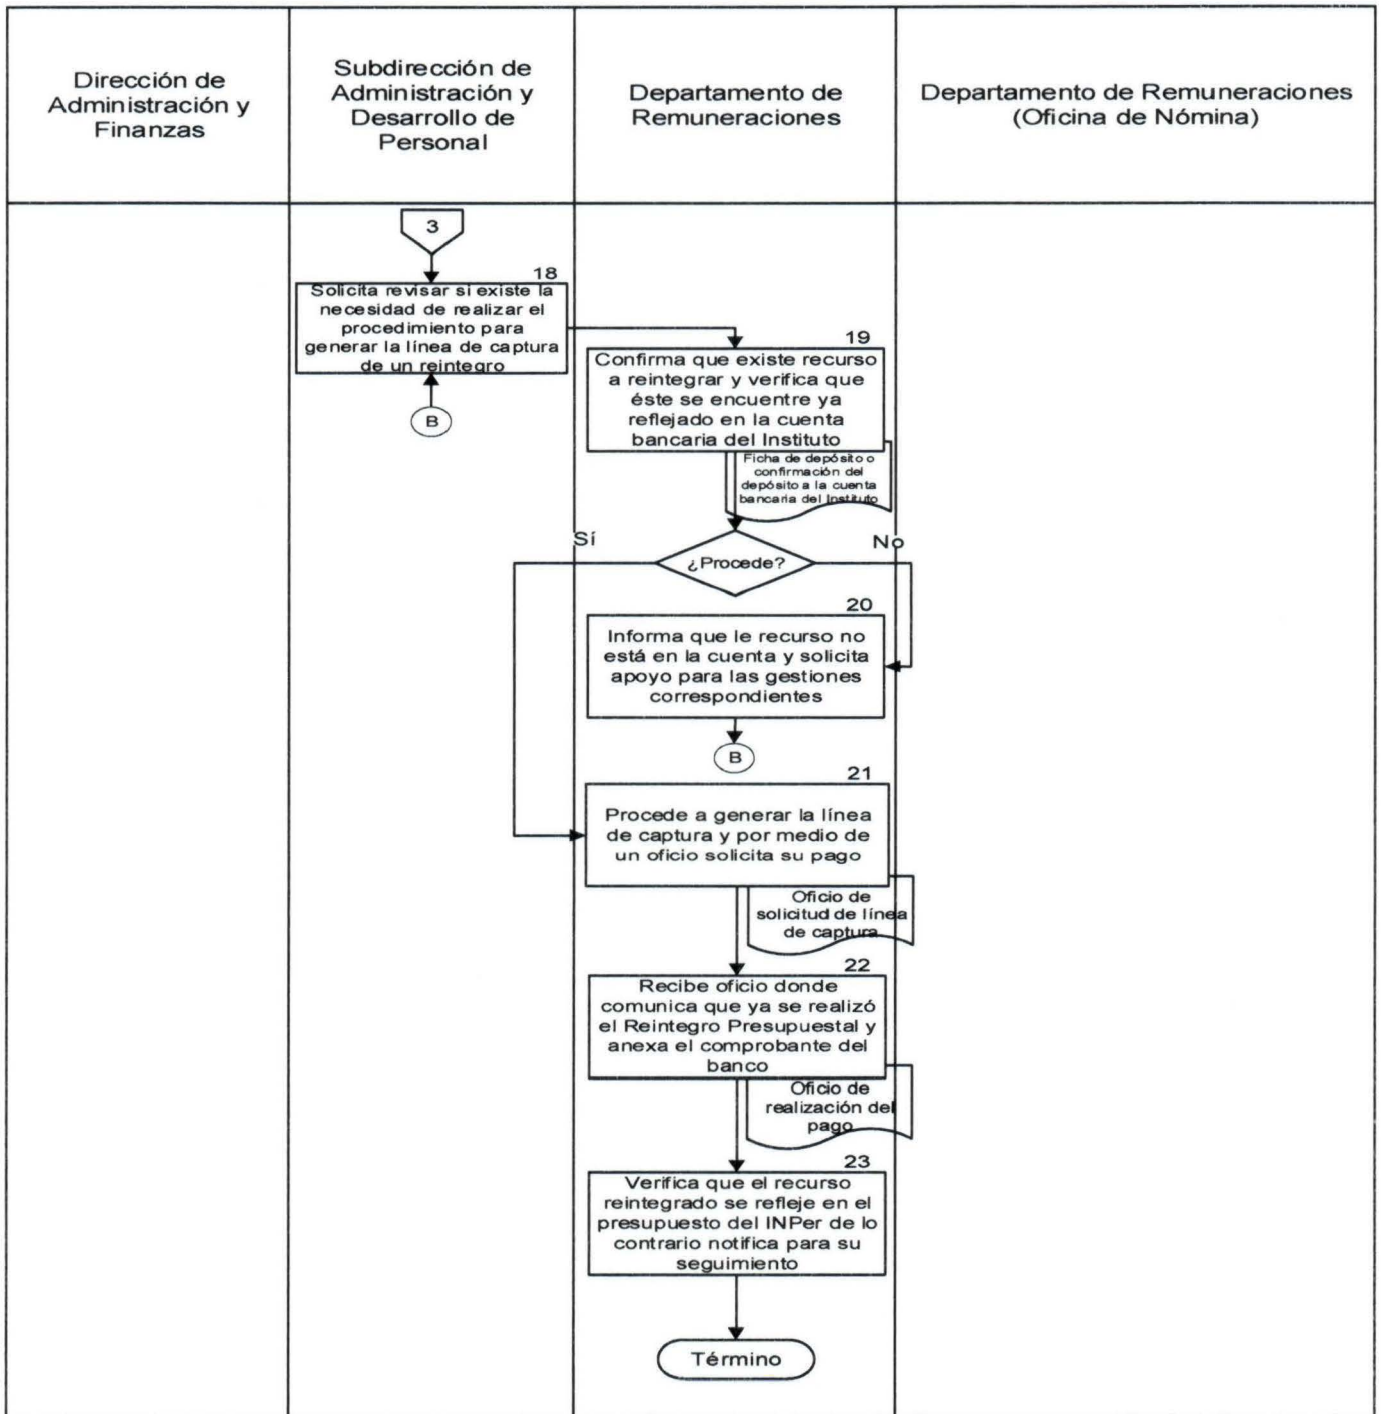 Dirección de
Administración y
Finanzas
Subdirección de
Administración y
Desarrollo de
Personal
Departamento de
Remuneraciones
Departamento de Remuneraciones
(Oficina de Nómina)
3
18
Solicita revisar si existe la
necesidad de realizar el
procedimiento para
generar la línea de captura
de un reintegro
B
19
Confirma que existe recurso
a reintegrar y verifica que
éste se encuentre ya
reflejado en la cuenta
bancaria del Instituto
Ficha de depósito o
confirmación del
depósito a la cuenta
bancaria del Instituto
Sí
¿Procede?
No
20
Informa que le recurso no
está en la cuenta y solicita
apoyo para las gestiones
correspondientes
B
21
Procede a generar la línea
de captura y por medio de
un oficio solicita su pago
Oficio de
solicitud de línea
de captura
22
Recibe oficio donde
comunica que ya se realizó
el Reintegro Presupuestal y
anexa el comprobante del
banco
Oficio de
realización del
pago
23
Verifica que el recurso
reintegrado se refleje en el
presupuesto del INPer de lo
contrario notifica para su
seguimiento
Término